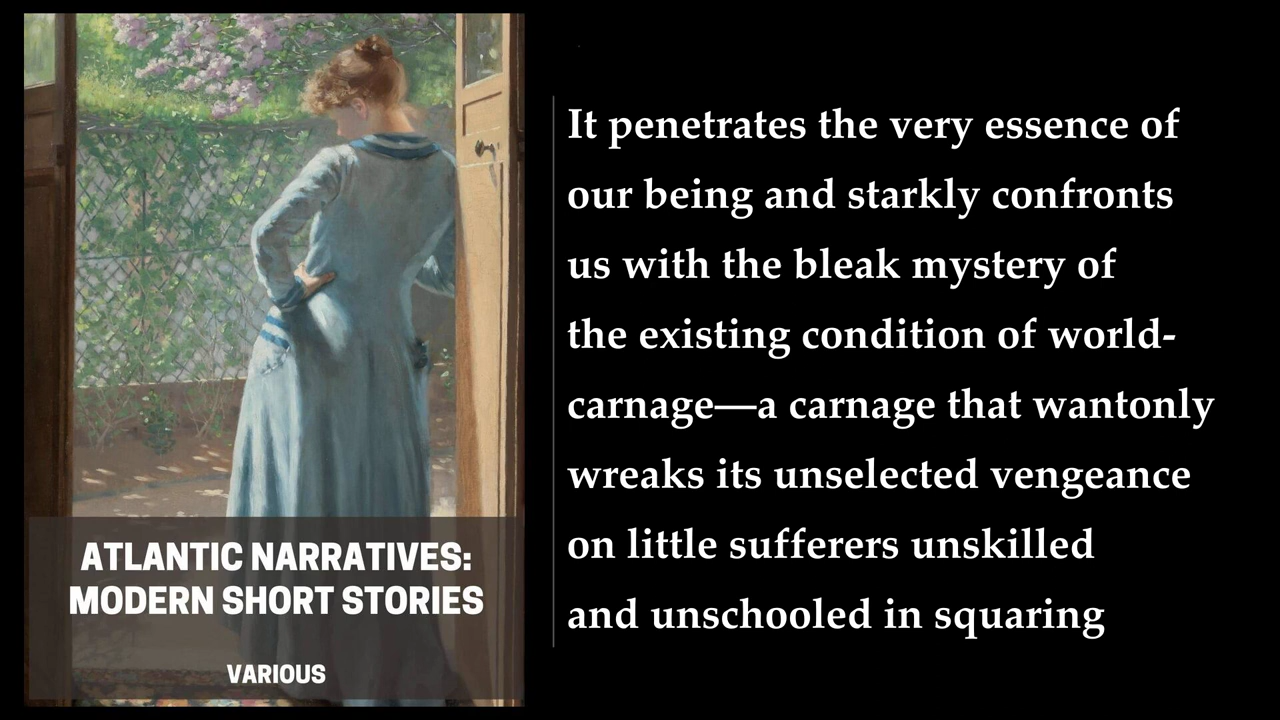 ATLANTIC NARRATIVES:
MODERN SHORT STORIES
VARIOUS
It penetrates the very essence of
our being and starkly confronts
us with the bleak mystery of
the existing condition of world-
carnage—a carnage that wantonly
wreaks its unselected vengeance
on little sufferers unskilled
and unschooled in squaring